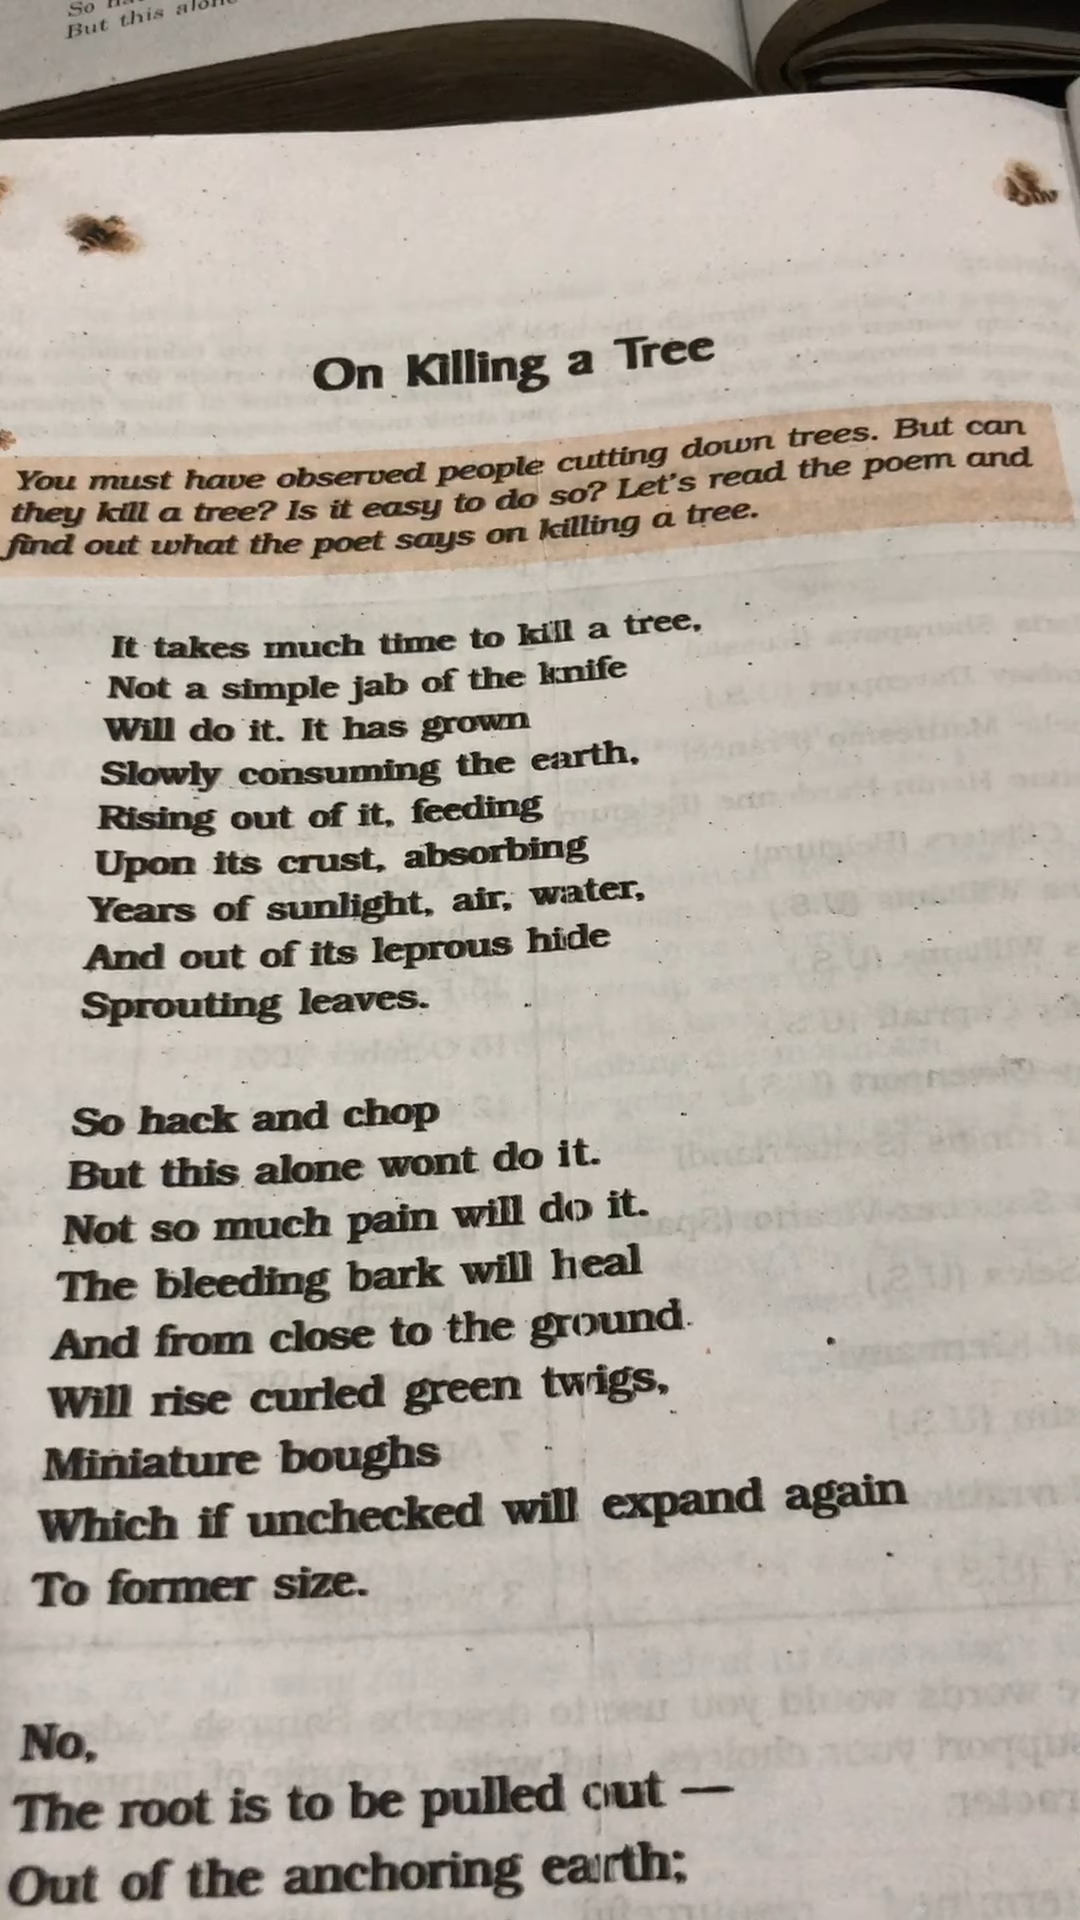 But this alone
On Killing a Tree
You must have observed people cutting down trees. But can
they kill a tree? Is it easy to do so? Let's read the poem and
find out what the poet says on killing a tree.
It takes much time to kill a tree,
Not a simple jab of the knife
Will do it. It has grown
Slowly consuming the earth,
Rising out of it, feeding
Upon its crust, absorbing
Years of sunlight, air, water,
And out of its leprous hide
Sprouting leaves.
So hack and chop
But this alone wont do it.
Not so much pain will do it.
The bleeding bark will heal
And from close to the ground
Will rise curled green twigs,
Miniature boughs
Which if unchecked will expand again
To former size.
No,
The root is to be pulled out —
Out of the anchoring earth;